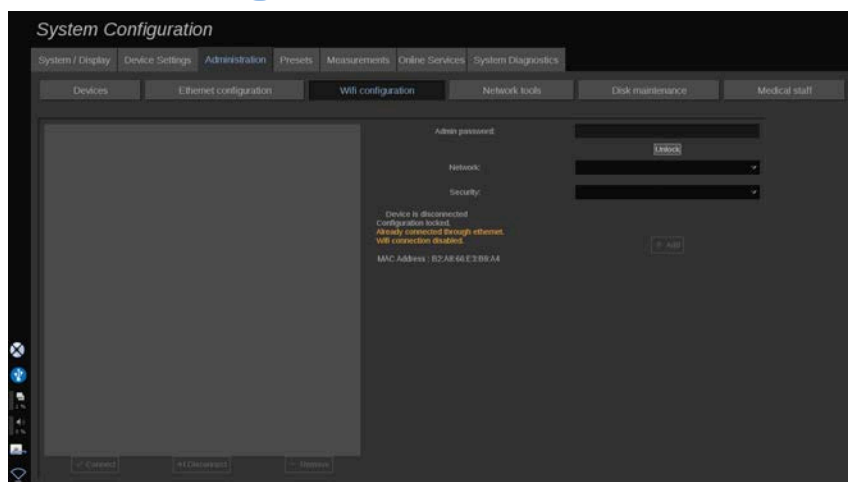 System Configuration
System / Display Device Settings Administration Presets Measurements Online Services System Diagnostics
Devices Ethernet configuration Wifi configuration Network tools Disk maintenance Medical staff
Admin password:
Unlock
Network:
Security:
Device is disconnected
Configuration locked.
Already connected through ethernet.
Wifi connection disabled.
Add
MAC Address : B2:A8:66:E3:B9:A4
Connect Disconnect Remove